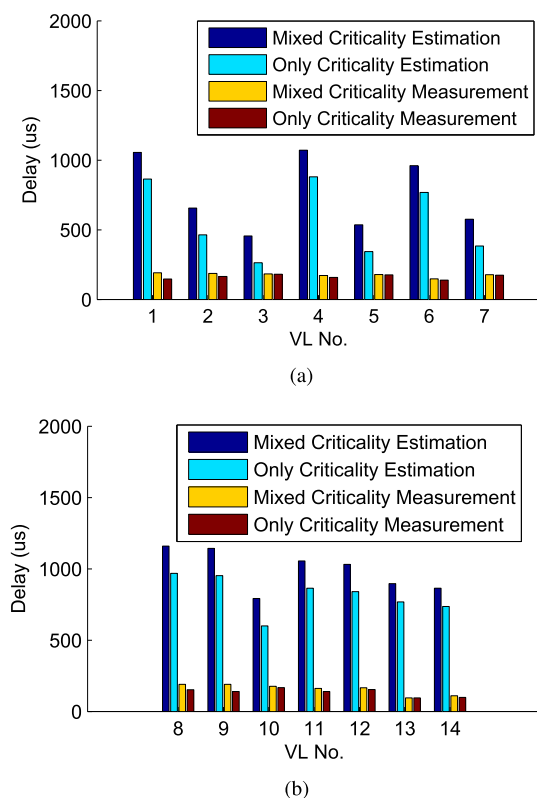 2000
1500
1000
500
0
Delay (us)
Mixed Criticality Estimation
Only Criticality Estimation
Mixed Criticality Measurement
Only Criticality Measurement
1 2 3 4 5 6 7
VL No.
(a)
2000
1500
1000
500
0
Delay (us)
Mixed Criticality Estimation
Only Criticality Estimation
Mixed Criticality Measurement
Only Criticality Measurement
8 9 10 11 12 13 14
VL No.
(b)